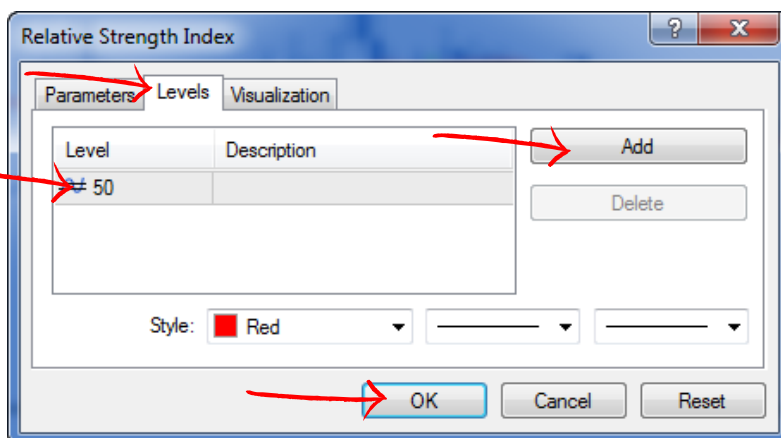 Relative Strength Index
? X
Parameters Levels Visualization
Level Description Add
50
Delete
Style: Red
OK Cancel Reset